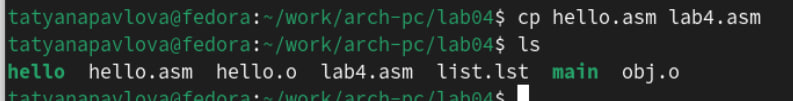 tatyanapavlova@fedora:~/work/arch-pc/lab04$ cp hello.asm lab4.asm
tatyanapavlova@fedora:~/work/arch-pc/lab04$ ls
hello  hello.asm  hello.o  lab4.asm  list.lst  main  obj.o
tatyanapavlova@fedora:~/work/arch-pc/lab04$